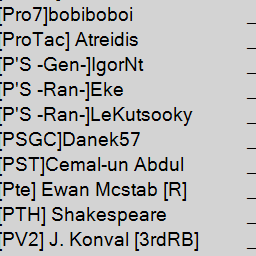 [Pro7]bobiboboi
[ProTac] Atreidis
[P'S -Gen-]IgorNt
[P'S -Ran-]Eke
[P'S -Ran-]LeKutsooky
[PSGC]Danek57
[PST]Cemal-un Abdul
[Pte] Ewan Mcstab [R]
[PTH] Shakespeare
[PV2] J. Konval [3rdRB]